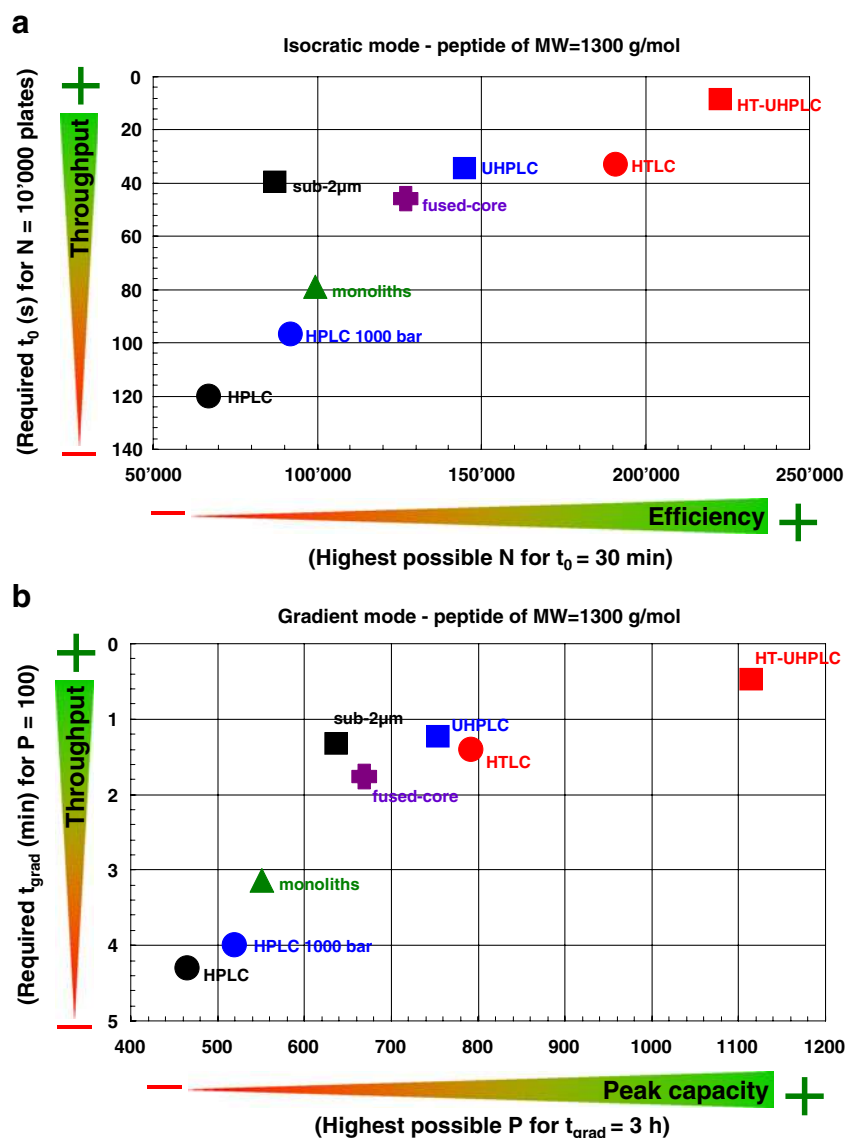 a
Isocratic mode - peptide of MW=1300 g/mol
(Required t₀ (s) for N = 10’000 plates)
Throughput
0
20
40
60
80
100
120
140
HT-UHPLC
UHPLC
HTLC
sub-2µm
fused-core
monoliths
HPLC 1000 bar
HPLC
50’000 100’000 150’000 200’000 250’000
Efficiency
(Highest possible N for t₀ = 30 min)
b
Gradient mode - peptide of MW=1300 g/mol
(Required t_grad (min) for P = 100)
Throughput
0
1
2
3
4
5
HT-UHPLC
sub-2µm
UHPLC
HTLC
fused-core
monoliths
HPLC 1000 bar
HPLC
400 500 600 700 800 900 1000 1100 1200
Peak capacity
(Highest possible P for t_grad = 3 h)